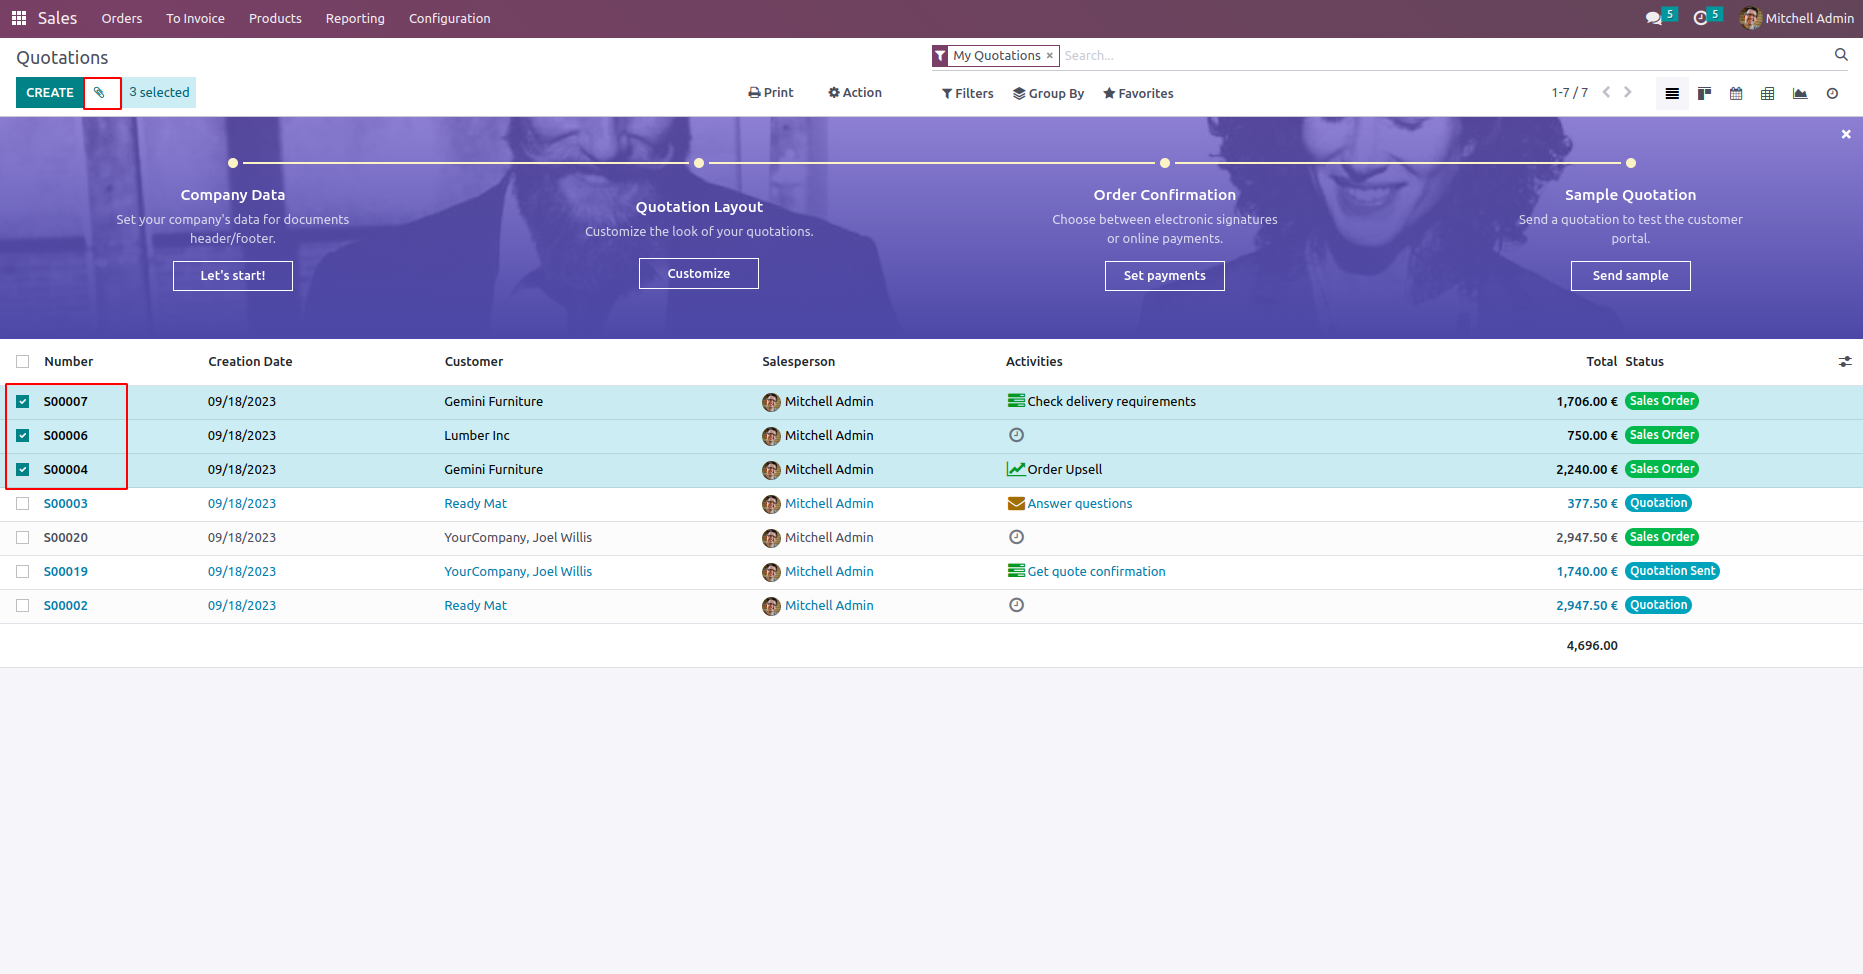 Sales Orders To Invoice Products Reporting Configuration 5 5 Mitchell Admin
Quotations My Quotations × Search...
CREATE 3 selected Print Action Filters Group By Favorites 1-7 / 7
Company Data
Set your company's data for documents
header/footer.
Let's start!
Quotation Layout
Customize the look of your quotations.
Customize
Order Confirmation
Choose between electronic signatures
or online payments.
Set payments
Sample Quotation
Send a quotation to test the customer
portal.
Send sample
Number Creation Date Customer Salesperson Activities Total Status
S00007 09/18/2023 Gemini Furniture Mitchell Admin Check delivery requirements 1,706.00 € Sales Order
S00006 09/18/2023 Lumber Inc Mitchell Admin 750.00 € Sales Order
S00004 09/18/2023 Gemini Furniture Mitchell Admin Order Upsell 2,240.00 € Sales Order
S00003 09/18/2023 Ready Mat Mitchell Admin Answer questions 377.50 € Quotation
S00020 09/18/2023 YourCompany, Joel Willis Mitchell Admin 2,947.50 € Sales Order
S00019 09/18/2023 YourCompany, Joel Willis Mitchell Admin Get quote confirmation 1,740.00 € Quotation Sent
S00002 09/18/2023 Ready Mat Mitchell Admin 2,947.50 € Quotation
4,696.00